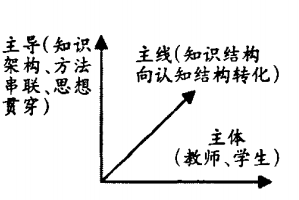 主导(知识
架构、方法
串联、思想
贯穿)
主线(知识结构
向认知结构转化)
主体
(教师、学生)